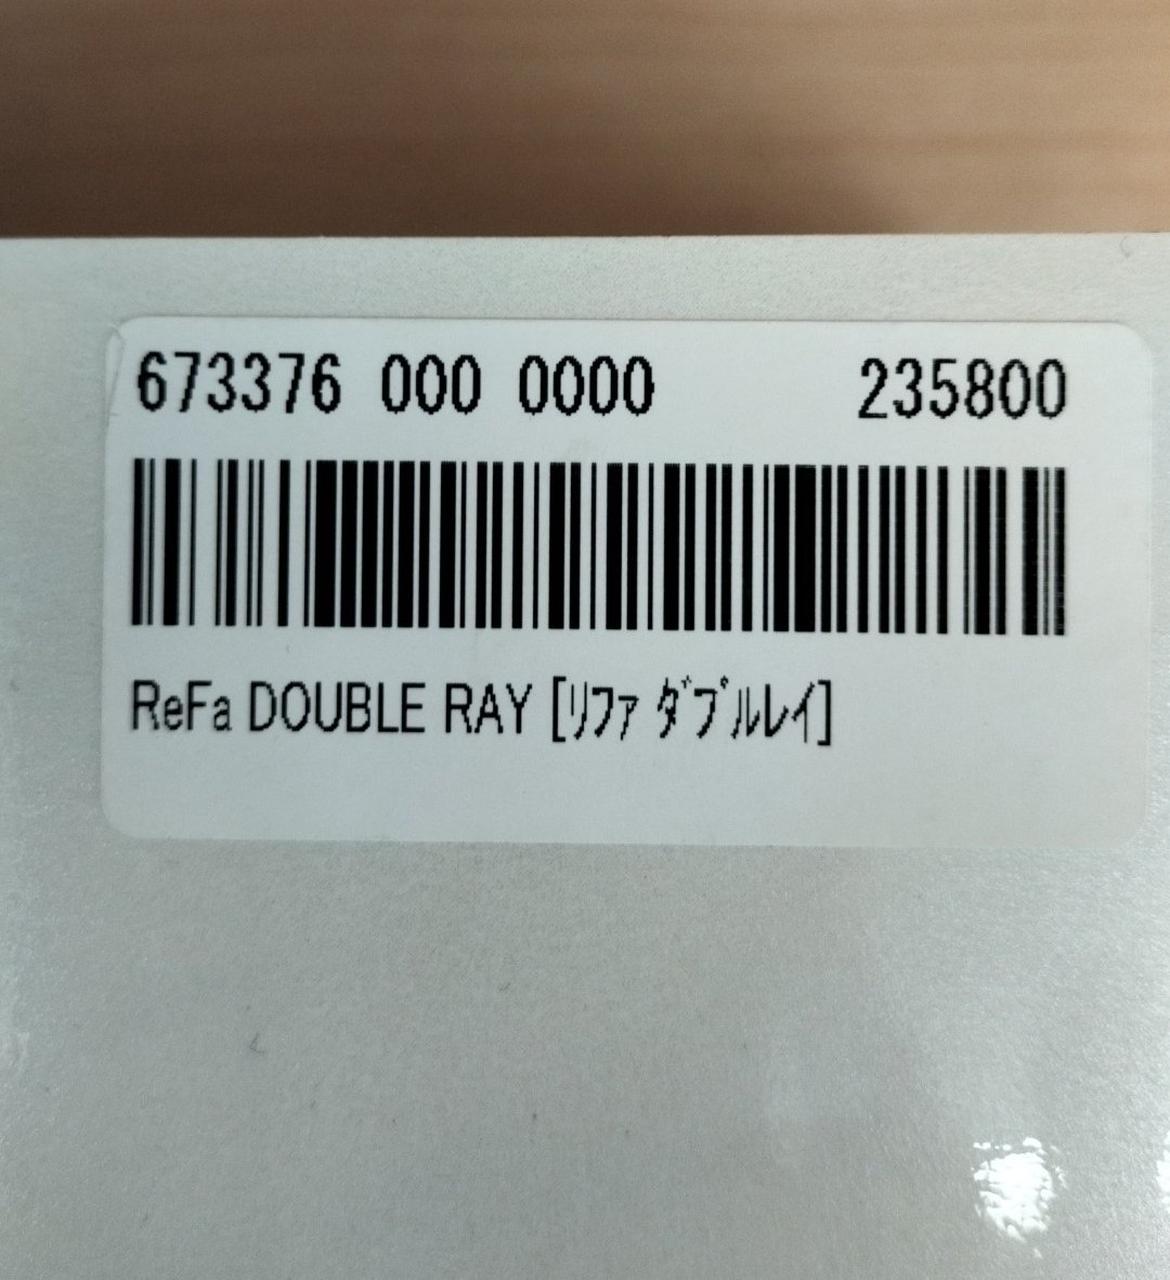 673376 000 0000 235800
ReFa DOUBLE RAY [ﾘﾌｧ ﾀﾞﾌﾞﾙﾚｲ]